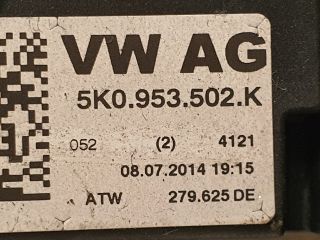 VW AG
5K0.953.502.K
052 (2) 4121
08.07.2014 19:15
ATW 279.625 DE